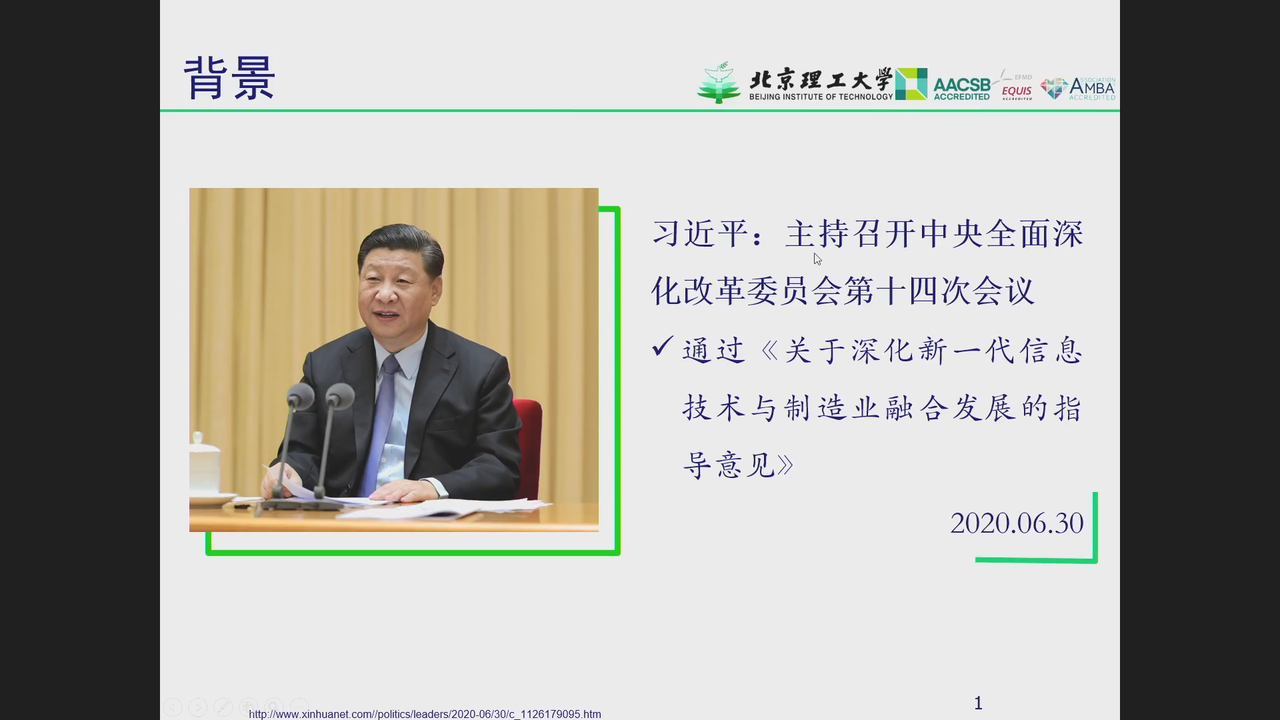 背景
北京理工大學
BEIJING INSTITUTE OF TECHNOLOGY
AACSB
ACCREDITED
EFMD
EQUIS
ACCREDITED
ASSOCIATION
AMBA
ACCREDITED
习近平：主持召开中央全面深
化改革委员会第十四次会议
✓ 通过《关于深化新一代信息
技术与制造业融合发展的指
导意见》
2020.06.30
http://www.xinhuanet.com//politics/leaders/2020-06/30/c_1126179095.htm
1